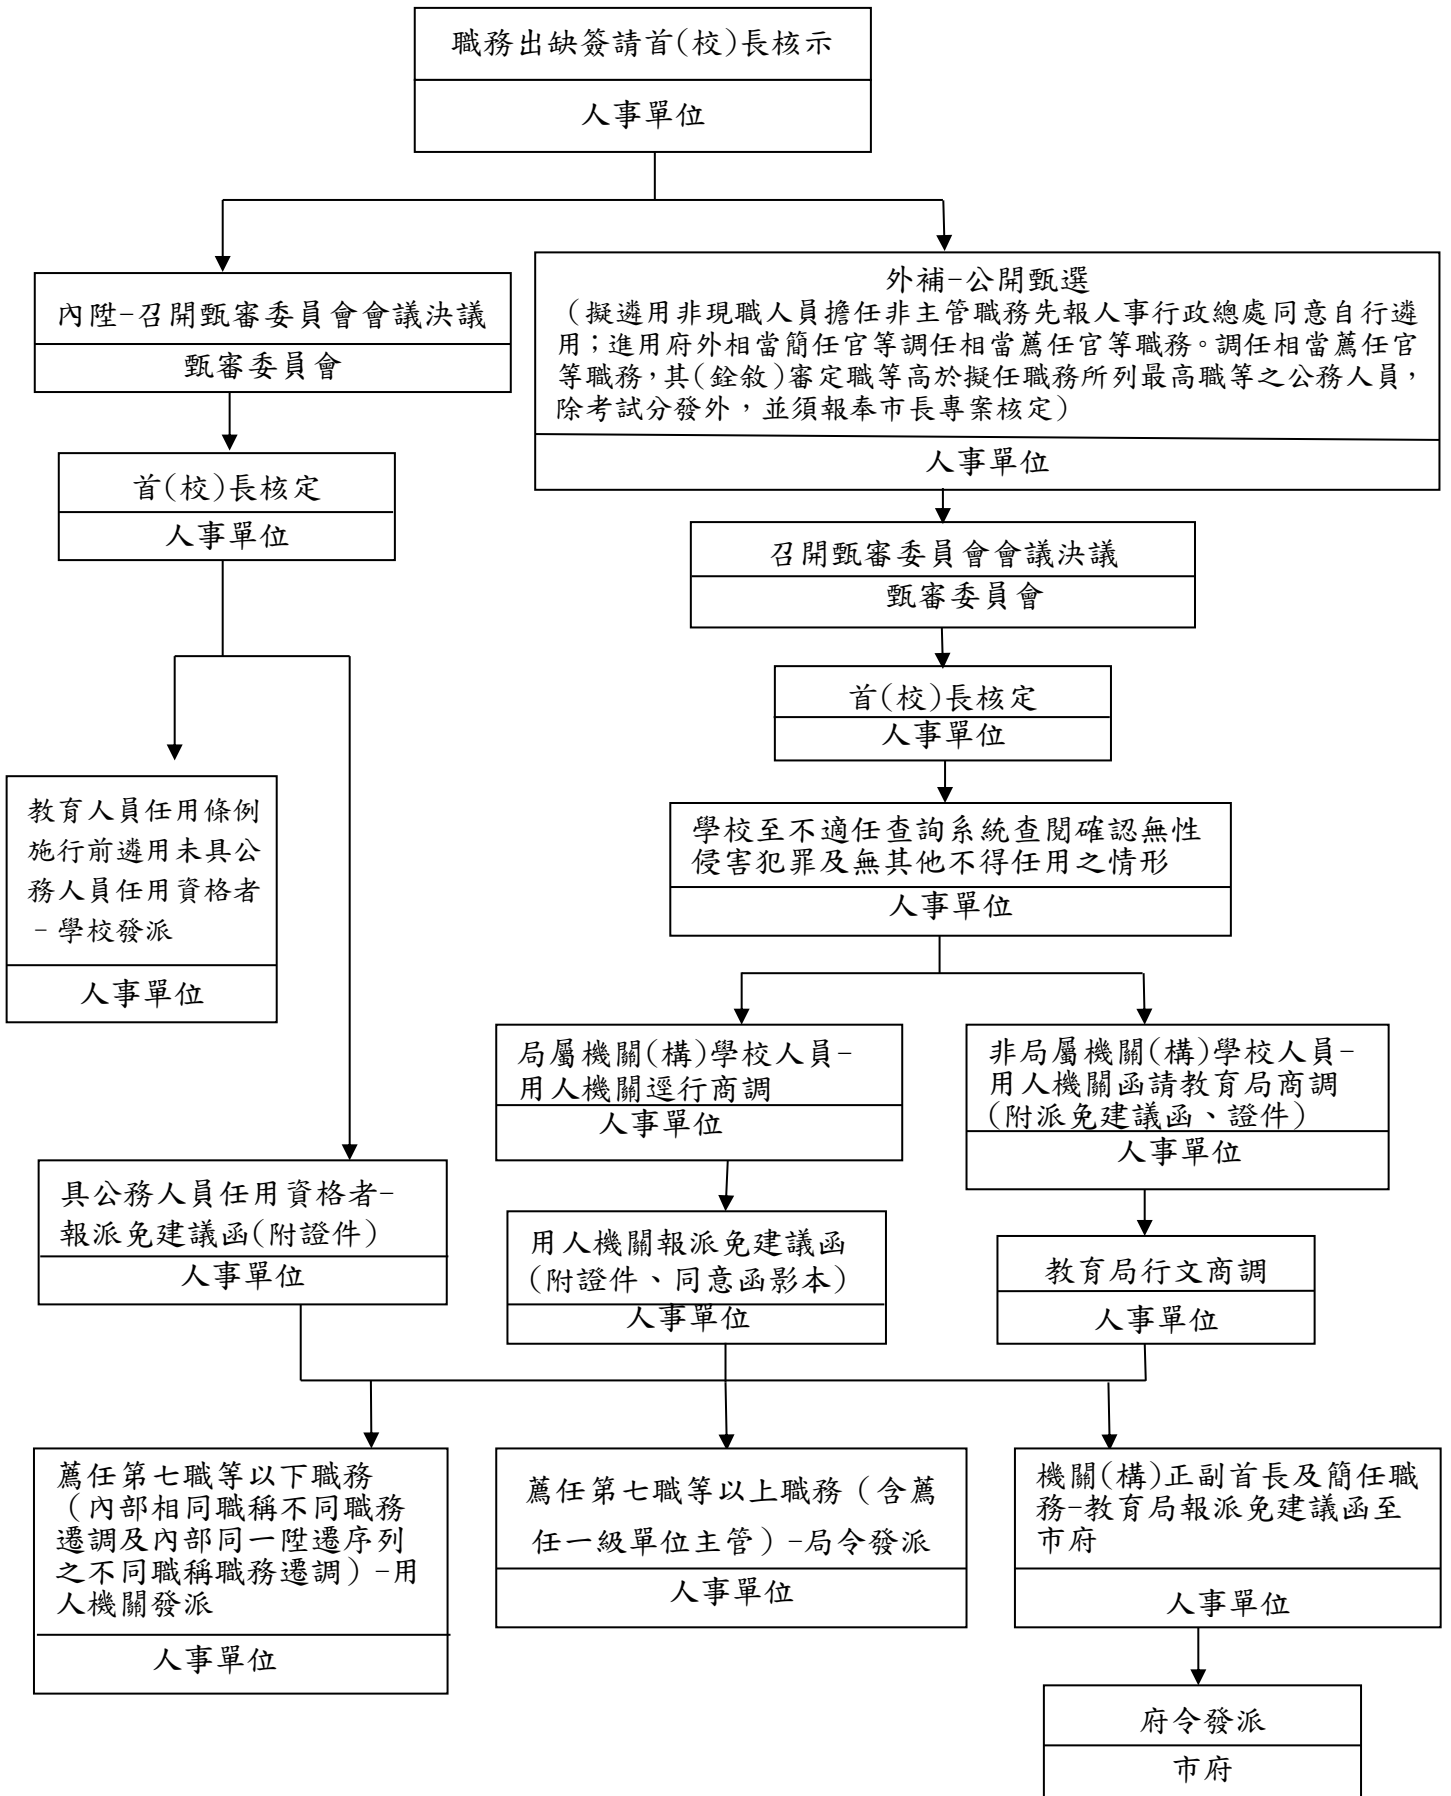 職務出缺簽請首(校)長核示
人事單位
內陞-召開甄審委員會會議決議
甄審委員會
外補-公開甄選
（擬遴用非現職人員擔任非主管職務先報人事行政總處同意自行遴
用；進用府外相當簡任官等調任相當薦任官等職務。調任相當薦任官
等職務，其(銓敘)審定職等高於擬任職務所列最高職等之公務人員，
除考試分發外，並須報奉市長專案核定）
人事單位
首(校)長核定
人事單位
召開甄審委員會會議決議
甄審委員會
首(校)長核定
人事單位
教育人員任用條例
施行前遴用未具公
務人員任用資格者
-學校發派
人事單位
學校至不適任查詢系統查閱確認無性
侵害犯罪及無其他不得任用之情形
人事單位
局屬機關(構)學校人員-
用人機關逕行商調
人事單位
非局屬機關(構)學校人員-
用人機關函請教育局商調
(附派免建議函、證件)
人事單位
具公務人員任用資格者-
報派免建議函(附證件)
人事單位
用人機關報派免建議函
(附證件、同意函影本)
人事單位
教育局行文商調
人事單位
薦任第七職等以下職務
（內部相同職稱不同職務
遷調及內部同一陞遷序列
之不同職稱職務遷調）-用
人機關發派
人事單位
薦任第七職等以上職務（含薦
任一級單位主管）-局令發派
人事單位
機關(構)正副首長及簡任職
務-教育局報派免建議函至
市府
人事單位
府令發派
市府